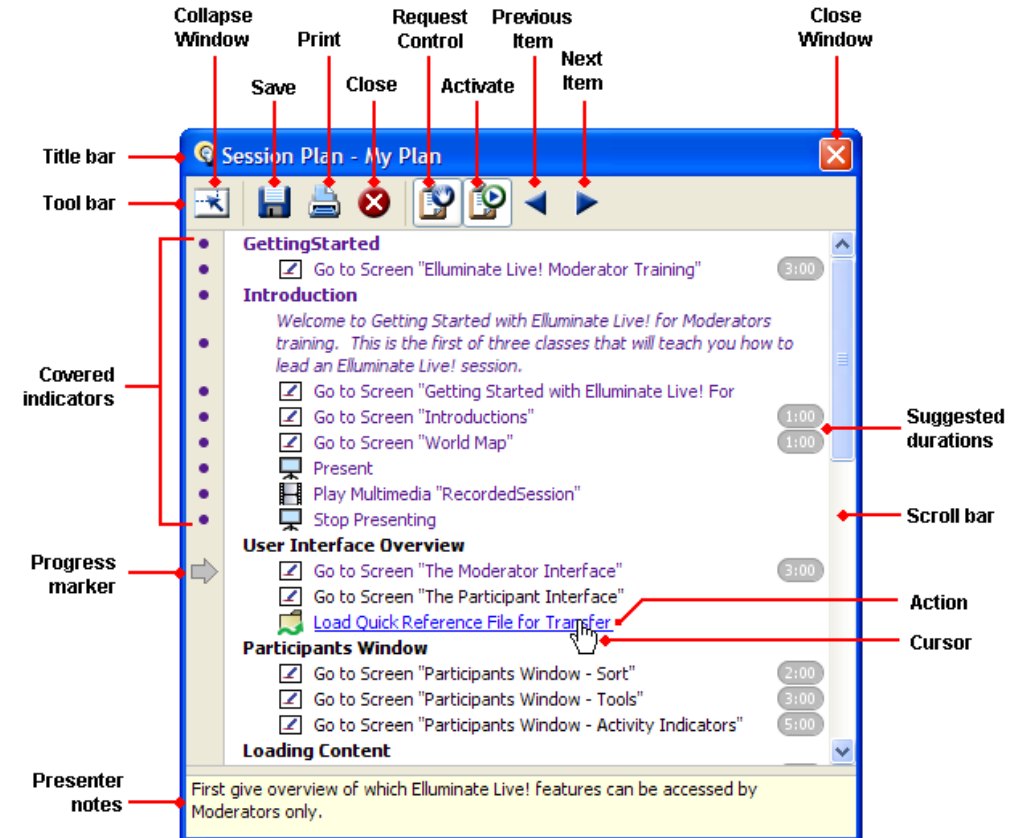 Collapse
Window
Print
Request
Control
Previous
Item
Next
Item
Close
Window
Save
Close
Activate
Title bar
Session Plan - My Plan
Tool bar
GettingStarted
Go to Screen "Elluminate Live! Moderator Training"
3:00
Introduction
Welcome to Getting Started with Elluminate Live! for Moderators
training. This is the first of three classes that will teach you how to
lead an Elluminate Live! session.
Covered
indicators
Go to Screen "Getting Started with Elluminate Live! For
Go to Screen "Introductions"
1:00
Go to Screen "World Map"
1:00
Suggested
durations
Present
Play Multimedia "RecordedSession"
Stop Presenting
Scroll bar
User Interface Overview
Progress
marker
Go to Screen "The Moderator Interface"
3:00
Go to Screen "The Participant Interface"
Load Quick Reference File for Transfer
Action
Cursor
Participants Window
Go to Screen "Participants Window - Sort"
2:00
Go to Screen "Participants Window - Tools"
3:00
Go to Screen "Participants Window - Activity Indicators"
5:00
Loading Content
Presenter
notes
First give overview of which Elluminate Live! features can be accessed by
Moderators only.